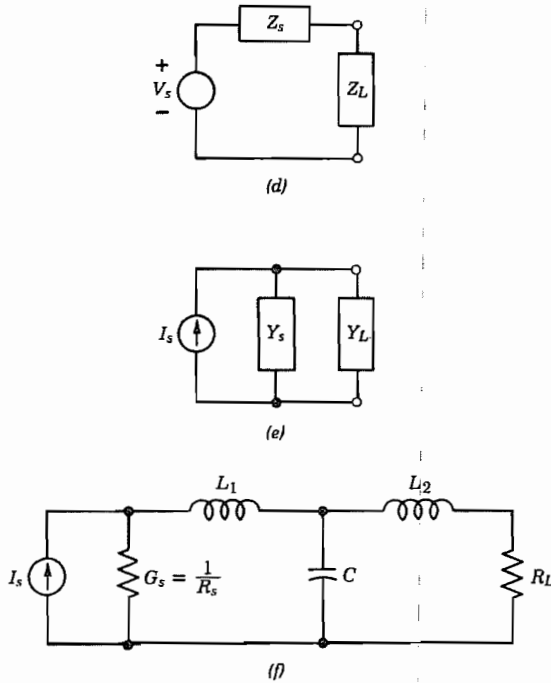 Z_s
+
V_s
−
Z_L
(d)
I_s
Y_s
Y_L
(e)
L_1
L_2
I_s
G_s = 1/R_s
C
R_L
(f)